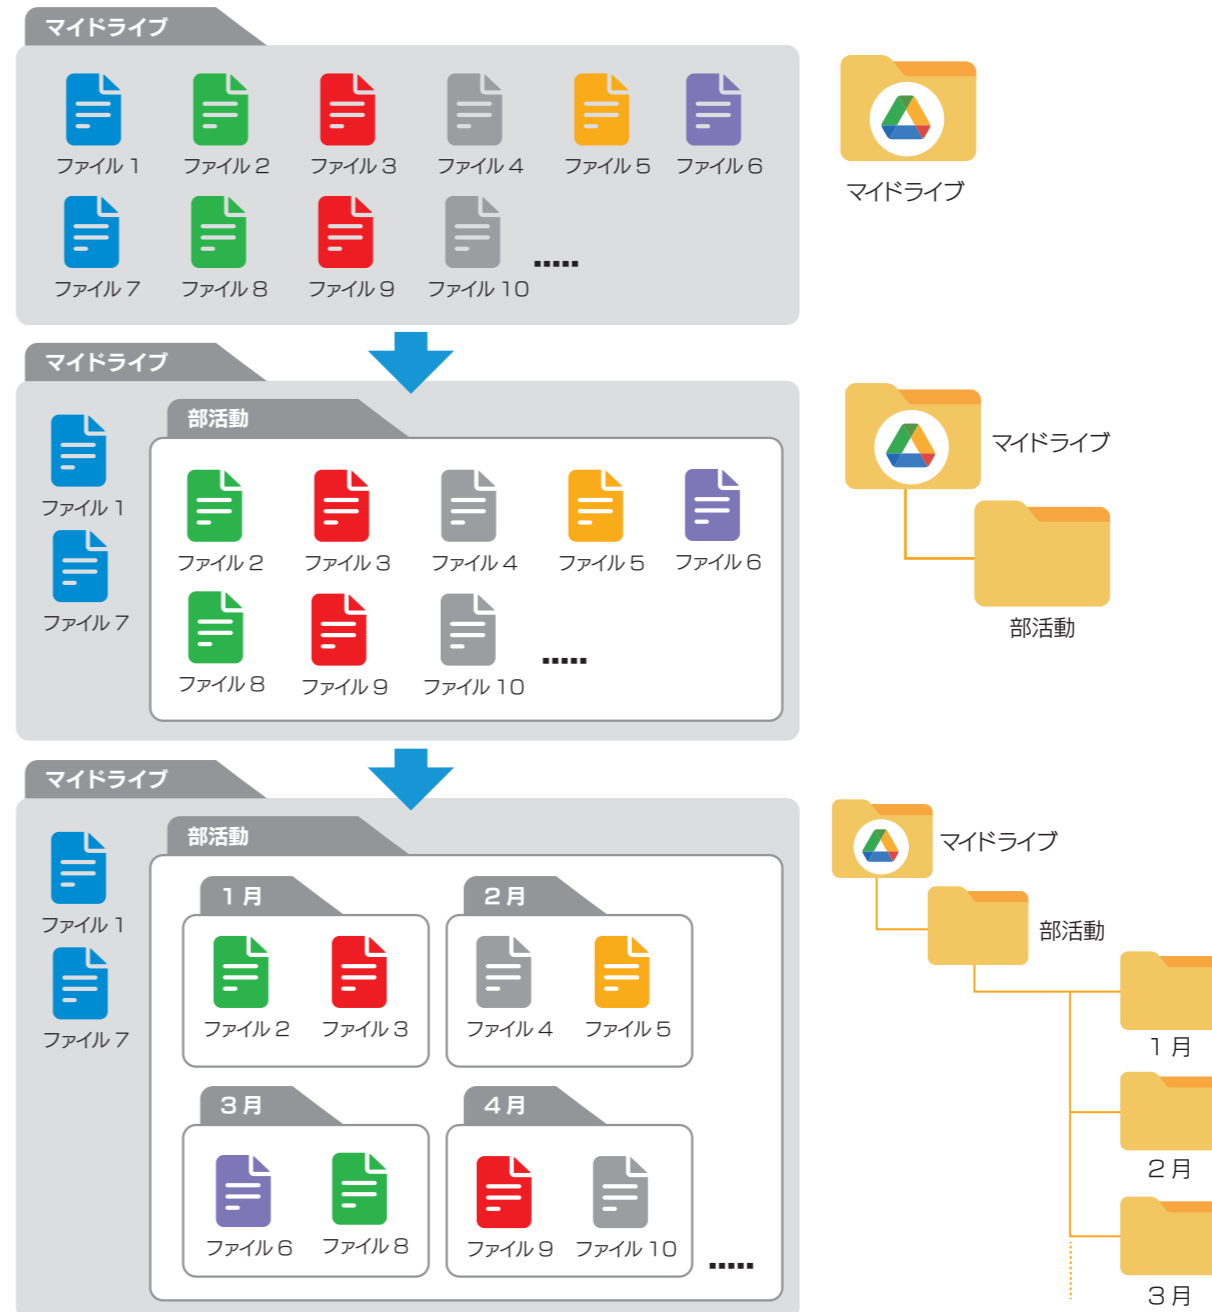 マイドライブ
ファイル 1 ファイル 2 ファイル 3 ファイル 4 ファイル 5 ファイル 6
ファイル 7 ファイル 8 ファイル 9 ファイル 10 .....
マイドライブ
マイドライブ
部活動
ファイル 1
ファイル 7
ファイル 2 ファイル 3 ファイル 4 ファイル 5 ファイル 6
ファイル 8 ファイル 9 ファイル 10 .....
マイドライブ
部活動
マイドライブ
部活動
ファイル 1
ファイル 7
1 月
ファイル 2 ファイル 3
2 月
ファイル 4 ファイル 5
3 月
ファイル 6 ファイル 8
4 月
ファイル 9 ファイル 10
.....
マイドライブ
部活動
1 月
2 月
3 月